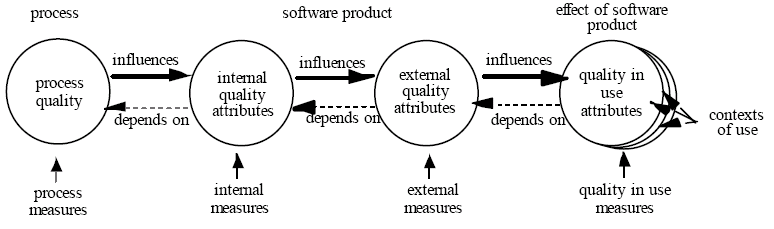 process
software product
effect of software
product
influences
influences
influences
process
quality
internal
quality
attributes
external
quality
attributes
quality in
use
attributes
depends on
depends on
depends on
contexts
of use
process
measures
internal
measures
external
measures
quality in use
measures